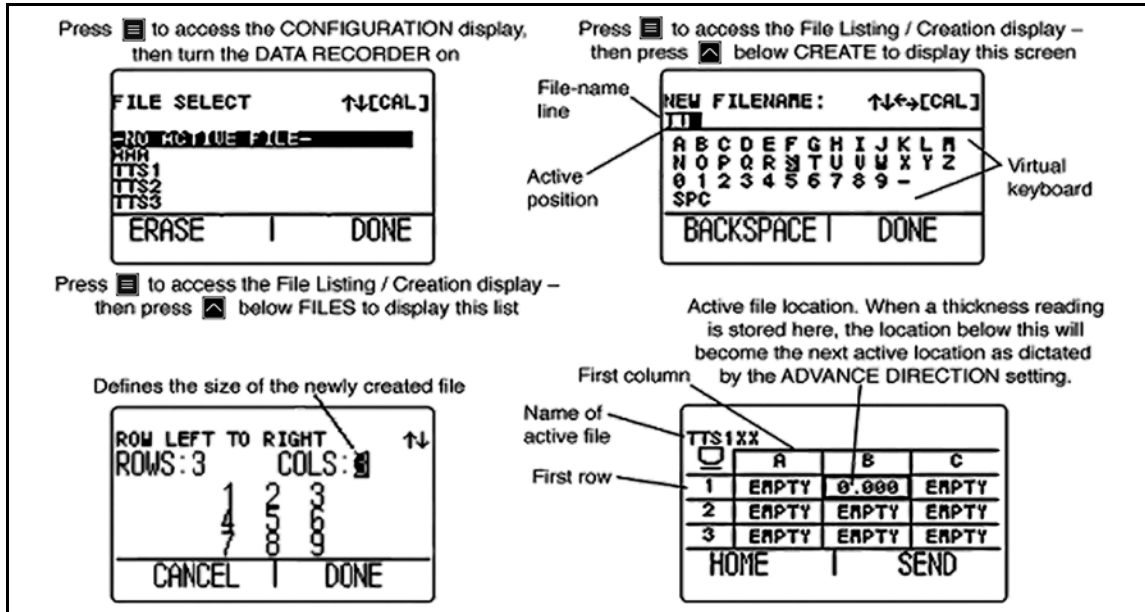 Press to access the CONFIGURATION display,
then turn the DATA RECORDER on
FILE SELECT ↑↓[CAL]
-NO ACTIVE FILE-
AAA
TTS1
TTS2
TTS3
ERASE | DONE
Press to access the File Listing / Creation display –
then press below FILES to display this list
Press to access the File Listing / Creation display –
then press below CREATE to display this screen
File-name
line
Active
position
NEW FILENAME: ↑↓←→[CAL]
A B C D E F G H I J K L M
N O P Q R S T U V W X Y Z
0 1 2 3 4 5 6 7 8 9 –
SPC
BACKSPACE | DONE
Virtual
keyboard
Defines the size of the newly created file
ROW LEFT TO RIGHT ↑↓
ROWS:3 COLS:3
1 2 3
4 5 6
7 8 9
CANCEL | DONE
Active file location. When a thickness reading
is stored here, the location below this will
become the next active location as dictated
by the ADVANCE DIRECTION setting.
First column
Name of
active file
First row
TTS1XX
A B C
1 EMPTY 0.000 EMPTY
2 EMPTY EMPTY EMPTY
3 EMPTY EMPTY EMPTY
HOME | SEND